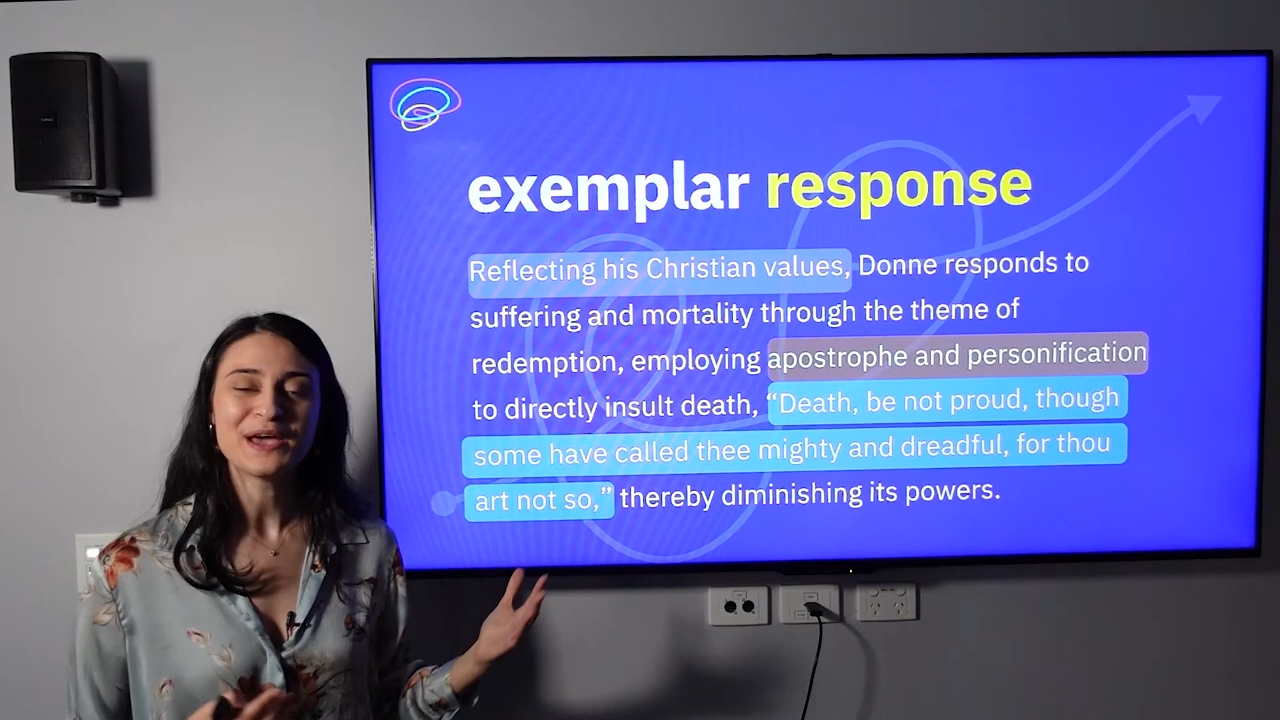 exemplar response
Reflecting his Christian values, Donne responds to
suffering and mortality through the theme of
redemption, employing apostrophe and personification
to directly insult death, “Death, be not proud, though
some have called thee mighty and dreadful, for thou
art not so,” thereby diminishing its powers.